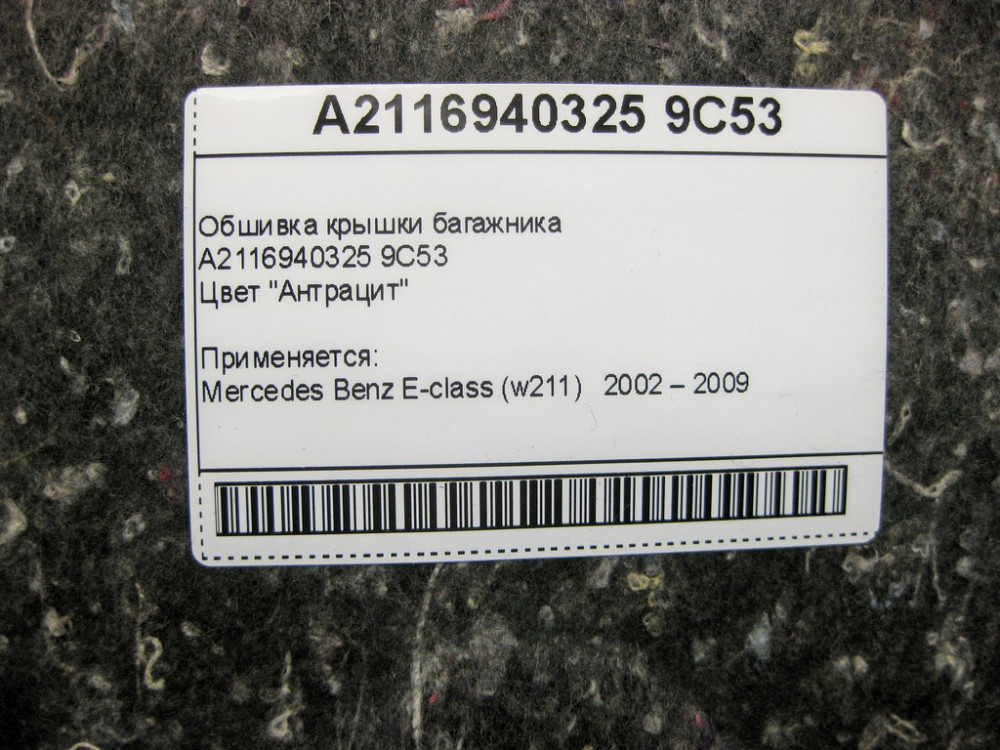 A2116940325 9C53
Обшивка крышки багажника
A2116940325 9C53
Цвет "Антрацит"
Применяется:
Mercedes Benz E-class (w211) 2002 – 2009